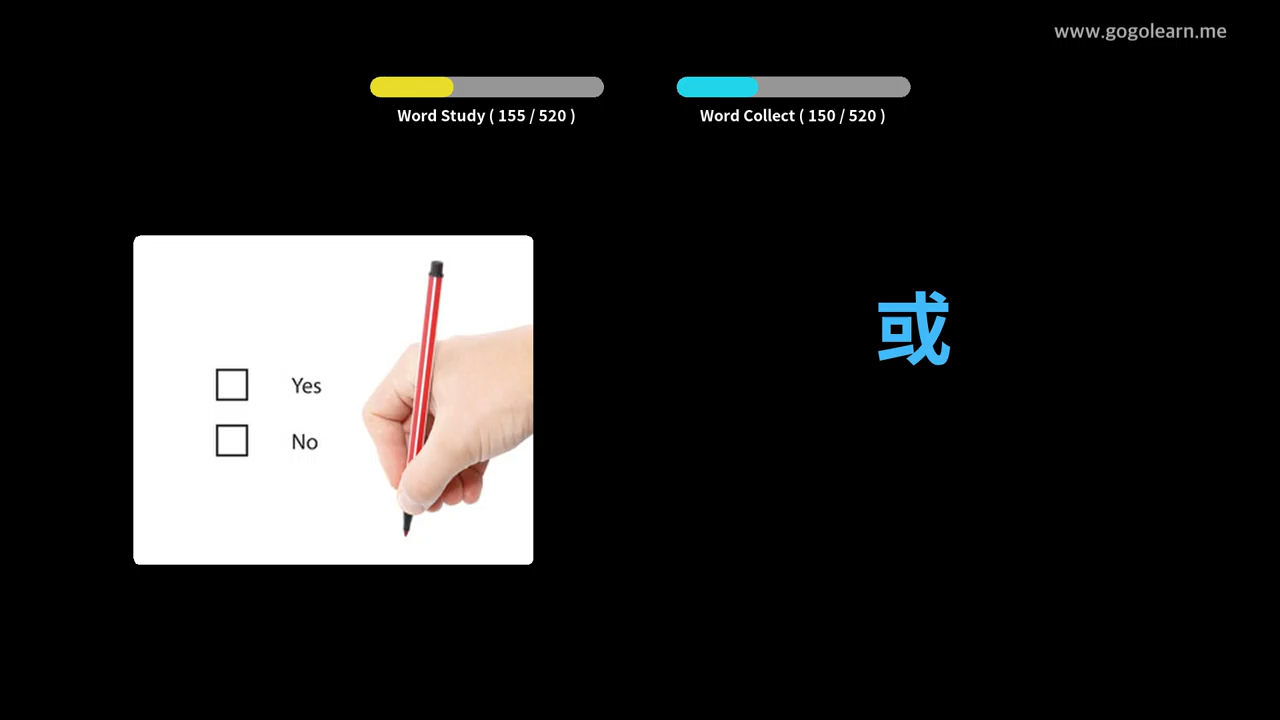 www.gogolearn.me
Word Study ( 155 / 520 )
Word Collect ( 150 / 520 )
或
Yes
No